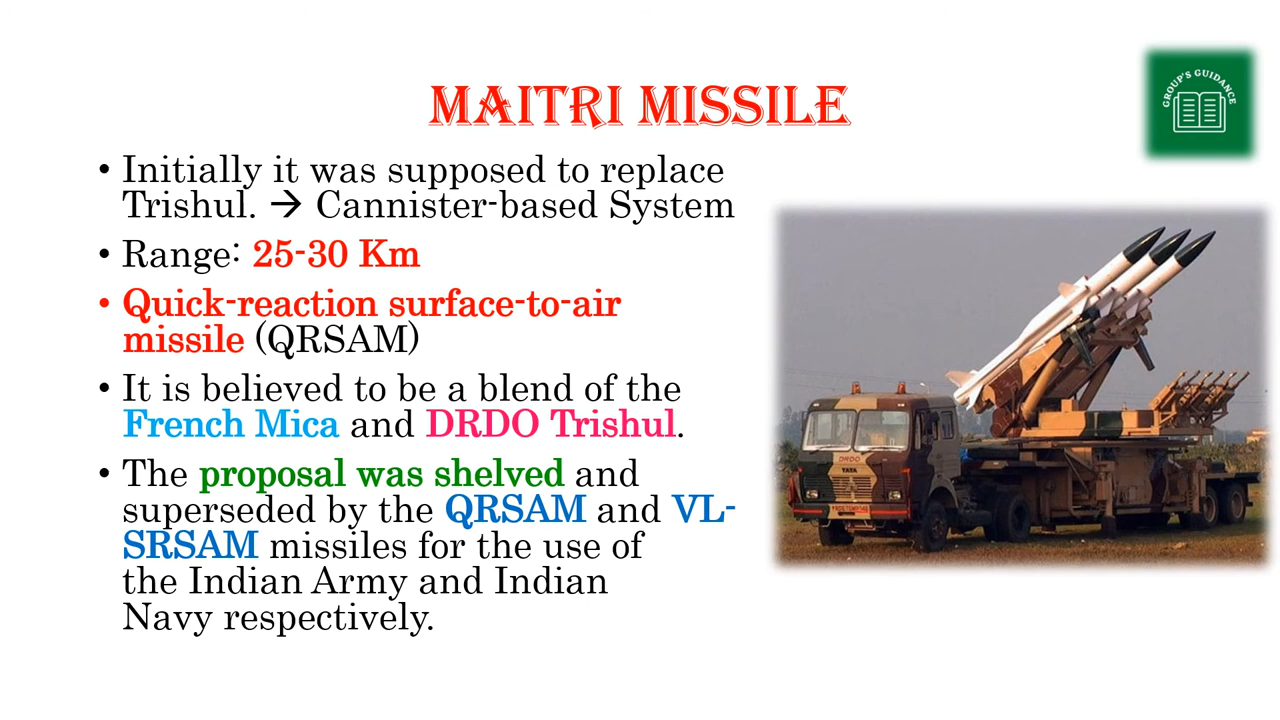 MAITRI MISSILE
GROUP'S GUIDANCE
• Initially it was supposed to replace
Trishul. → Cannister-based System
• Range: 25-30 Km
• Quick-reaction surface-to-air
missile (QRSAM)
• It is believed to be a blend of the
French Mica and DRDO Trishul.
• The proposal was shelved and
superseded by the QRSAM and VL-
SRSAM missiles for the use of
the Indian Army and Indian
Navy respectively.
DRDO
TATA